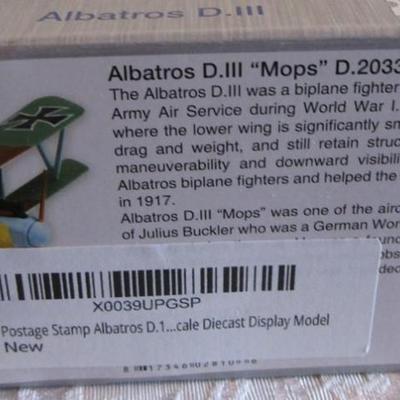 Albatros D.III
Albatros D.III “Mops” D.2033
The Albatros D.III was a biplane fighter
Army Air Service during World War I.
where the lower wing is significantly sm
drag and weight, and still retain struc
maneuverability and downward visibili
Albatros biplane fighters and helped the
in 1917.
Albatros D.III “Mops” was one of the airc
of Julius Buckler who was a German Worl
X0039UPGSP
Postage Stamp Albatros D.1...cale Diecast Display Model
New